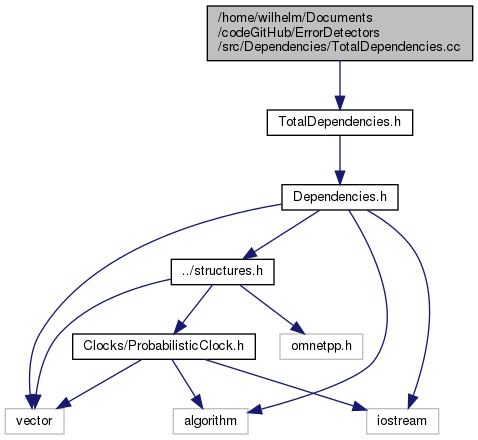 /home/wilhelm/Documents
/codeGitHub/ErrorDetectors
/src/Dependencies/TotalDependencies.cc
TotalDependencies.h
Dependencies.h
../structures.h
Clocks/ProbabilisticClock.h
omnetpp.h
vector
algorithm
iostream